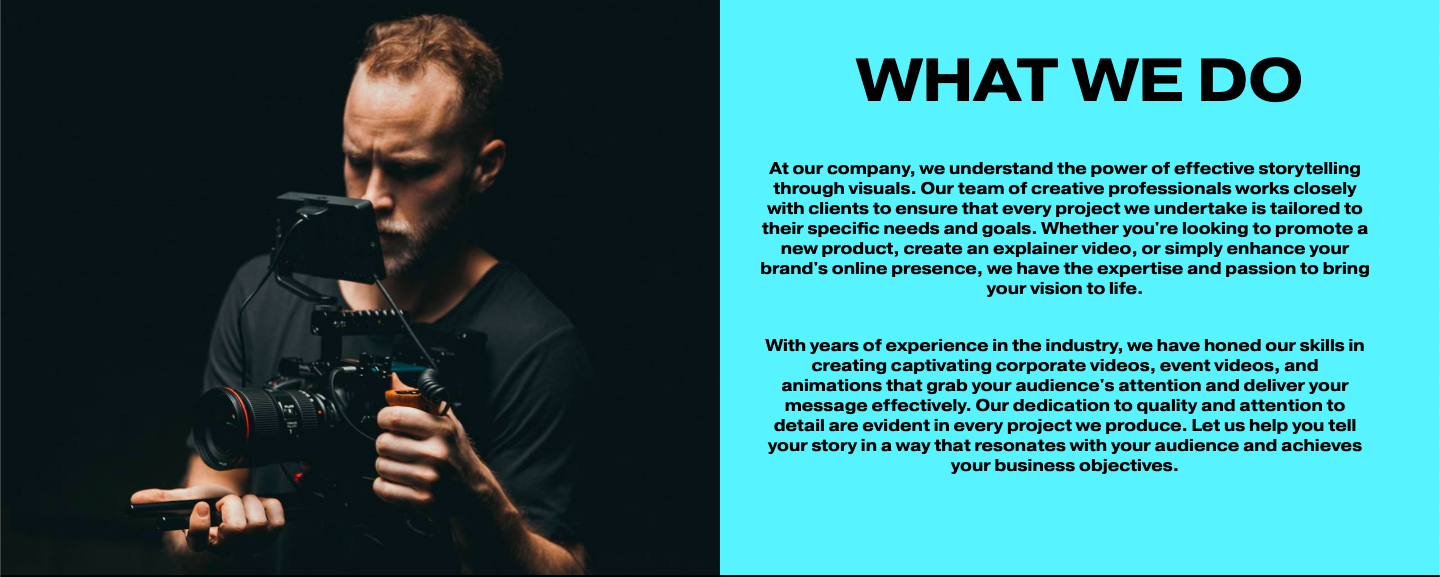 WHAT WE DO
At our company, we understand the power of effective storytelling
through visuals. Our team of creative professionals works closely
with clients to ensure that every project we undertake is tailored to
their specific needs and goals. Whether you're looking to promote a
new product, create an explainer video, or simply enhance your
brand's online presence, we have the expertise and passion to bring
your vision to life.
With years of experience in the industry, we have honed our skills in
creating captivating corporate videos, event videos, and
animations that grab your audience's attention and deliver your
message effectively. Our dedication to quality and attention to
detail are evident in every project we produce. Let us help you tell
your story in a way that resonates with your audience and achieves
your business objectives.